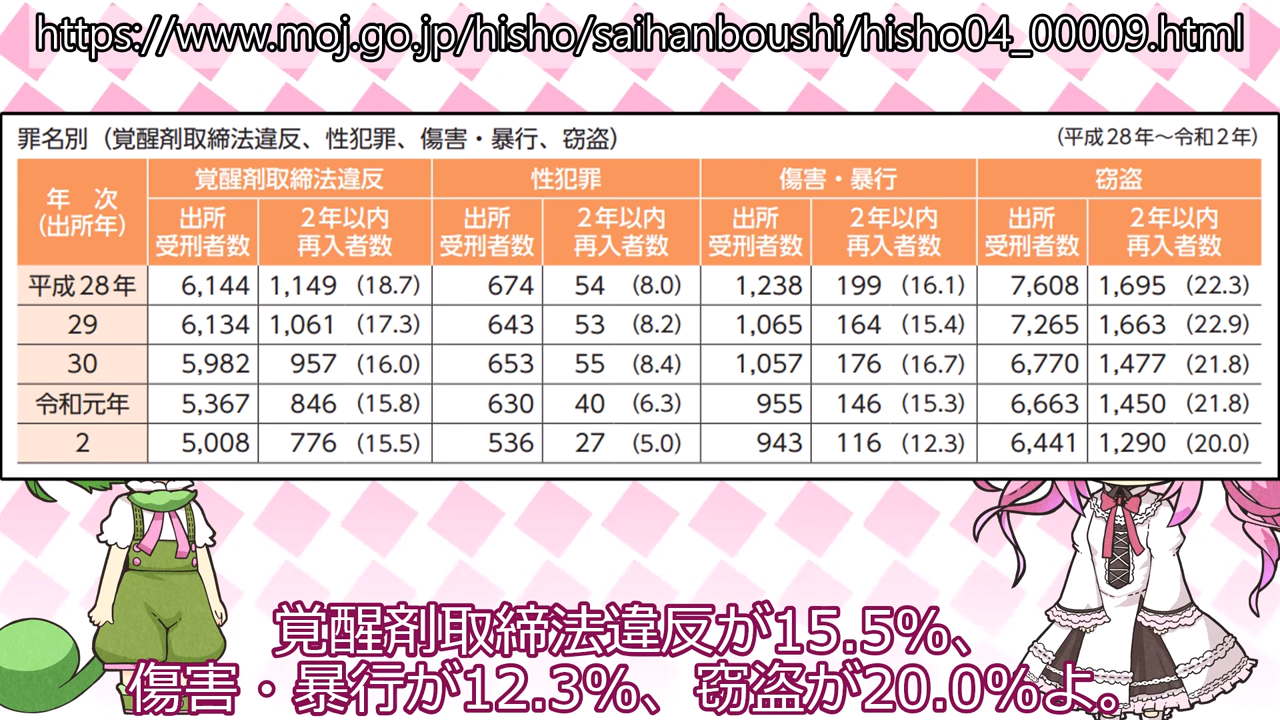 https://www.moj.go.jp/hisho/saihanboushi/hisho04_00009.html
罪名別（覚醒剤取締法違反、性犯罪、傷害・暴行、窃盗） （平成28年～令和2年）
年　次（出所年） 覚醒剤取締法違反 性犯罪 傷害・暴行 窃盗
出所受刑者数 2年以内再入者数 出所受刑者数 2年以内再入者数 出所受刑者数 2年以内再入者数 出所受刑者数 2年以内再入者数
平成28年 6,144 1,149 （18.7） 674 54 （8.0） 1,238 199 （16.1） 7,608 1,695 （22.3）
29 6,134 1,061 （17.3） 643 53 （8.2） 1,065 164 （15.4） 7,265 1,663 （22.9）
30 5,982 957 （16.0） 653 55 （8.4） 1,057 176 （16.7） 6,770 1,477 （21.8）
令和元年 5,367 846 （15.8） 630 40 （6.3） 955 146 （15.3） 6,663 1,450 （21.8）
2 5,008 776 （15.5） 536 27 （5.0） 943 116 （12.3） 6,441 1,290 （20.0）
覚醒剤取締法違反が15.5%、
傷害・暴行が12.3%、窃盗が20.0%よ。